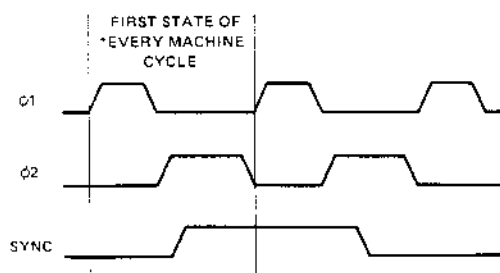 FIRST STATE OF
*EVERY MACHINE
CYCLE
φ1
φ2
SYNC